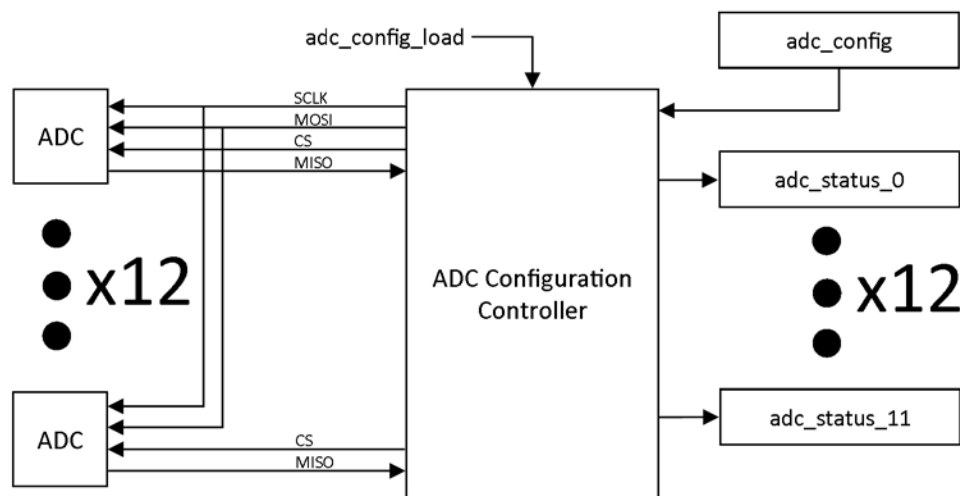 adc_config_load
adc_config
SCLK
ADC
MOSI
CS
MISO
adc_status_0
x12
ADC Configuration
Controller
x12
ADC
CS
MISO
adc_status_11